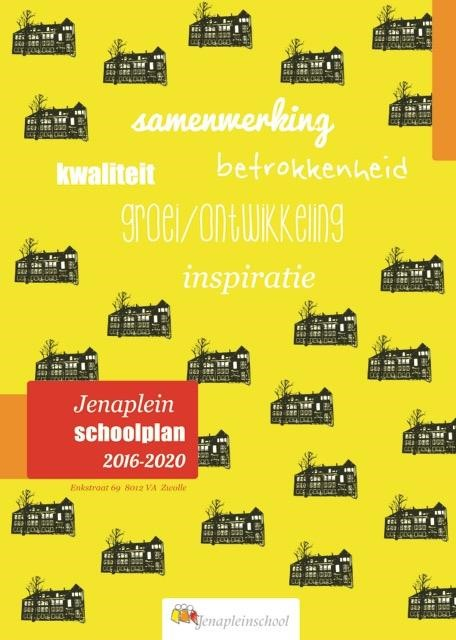 samenwerking
kwaliteit betrokkenheid
groei/ontwikkeling
inspiratie
Jenaplein
schoolplan
2016-2020
Enkstraat 69 8012 VA Zwolle
Jenapleinschool